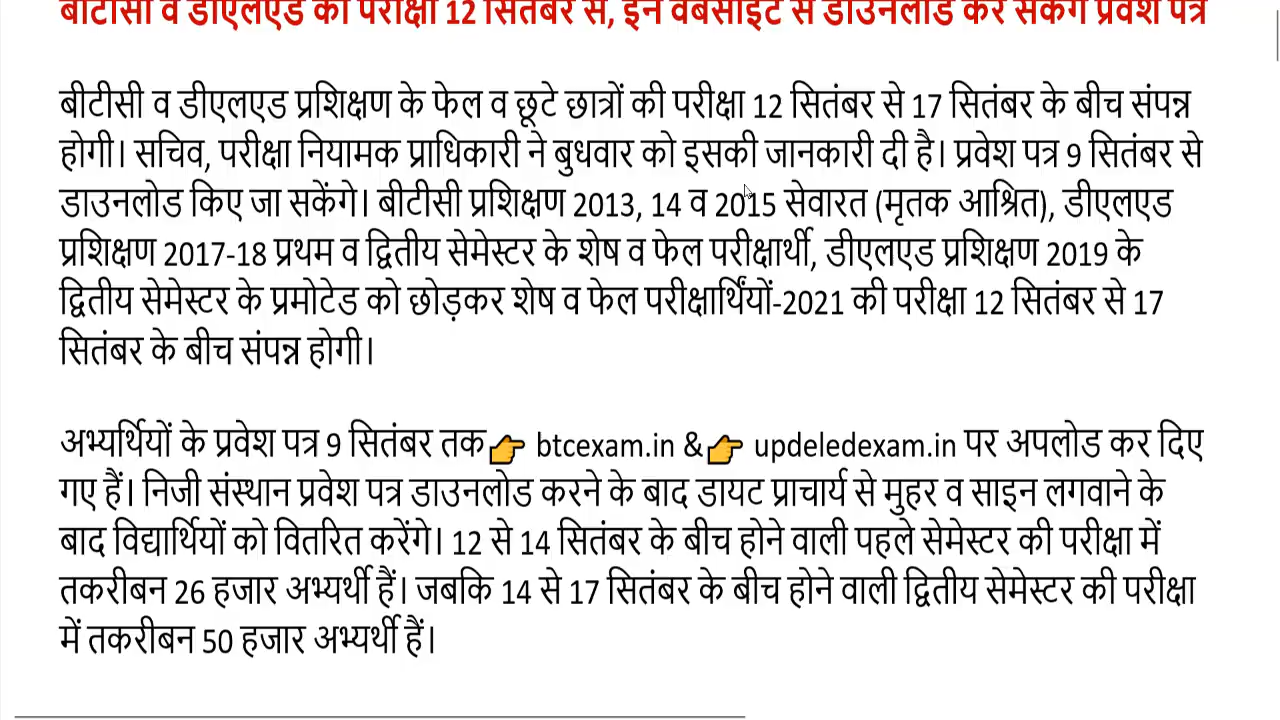 बीटीसी व डीएलएड की परीक्षा 12 सितंबर से, इन वेबसाइट से डाउनलोड कर सकेंगे प्रवेश पत्र
बीटीसी व डीएलएड प्रशिक्षण के फेल व छूटे छात्रों की परीक्षा 12 सितंबर से 17 सितंबर के बीच संपन्न
होगी। सचिव, परीक्षा नियामक प्राधिकारी ने बुधवार को इसकी जानकारी दी है। प्रवेश पत्र 9 सितंबर से
डाउनलोड किए जा सकेंगे। बीटीसी प्रशिक्षण 2013, 14 व 2015 सेवारत (मृतक आश्रित), डीएलएड
प्रशिक्षण 2017-18 प्रथम व द्वितीय सेमेस्टर के शेष व फेल परीक्षार्थी, डीएलएड प्रशिक्षण 2019 के
द्वितीय सेमेस्टर के प्रमोटेड को छोड़कर शेष व फेल परीक्षार्थियों-2021 की परीक्षा 12 सितंबर से 17
सितंबर के बीच संपन्न होगी।
अभ्यर्थियों के प्रवेश पत्र 9 सितंबर तक👉 btcexam.in &👉 updeledexam.in पर अपलोड कर दिए
गए हैं। निजी संस्थान प्रवेश पत्र डाउनलोड करने के बाद डायट प्राचार्य से मुहर व साइन लगवाने के
बाद विद्यार्थियों को वितरित करेंगे। 12 से 14 सितंबर के बीच होने वाली पहले सेमेस्टर की परीक्षा में
तकरीबन 26 हजार अभ्यर्थी हैं। जबकि 14 से 17 सितंबर के बीच होने वाली द्वितीय सेमेस्टर की परीक्षा
में तकरीबन 50 हजार अभ्यर्थी हैं।